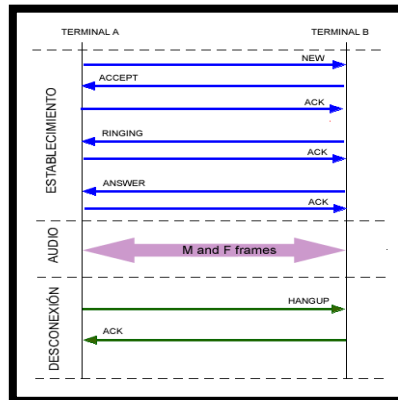 TERMINAL A
TERMINAL B
ESTABLECIMIENTO
NEW
ACCEPT
ACK
RINGING
ACK
ANSWER
ACK
AUDIO
M and F frames
DESCONEXIÓN
HANGUP
ACK